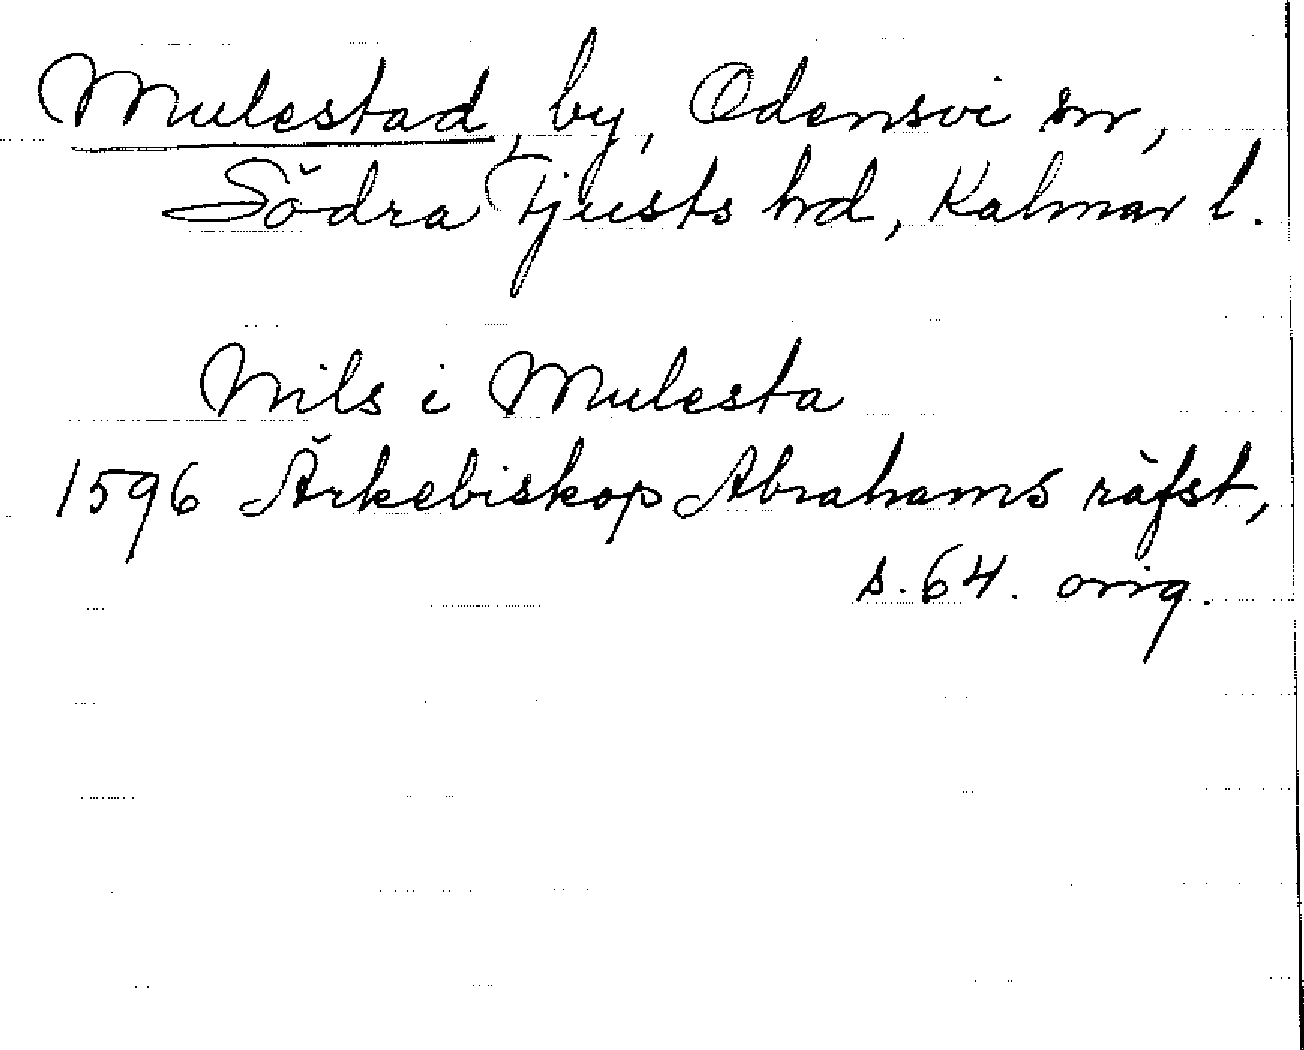 Mulestad, by, Odensvi sn,
Södra Tjusts hd, Kalmar l.
Nils i Mulesta
1596 Ärkebiskop Abrahams räfst,
s. 64. orig.